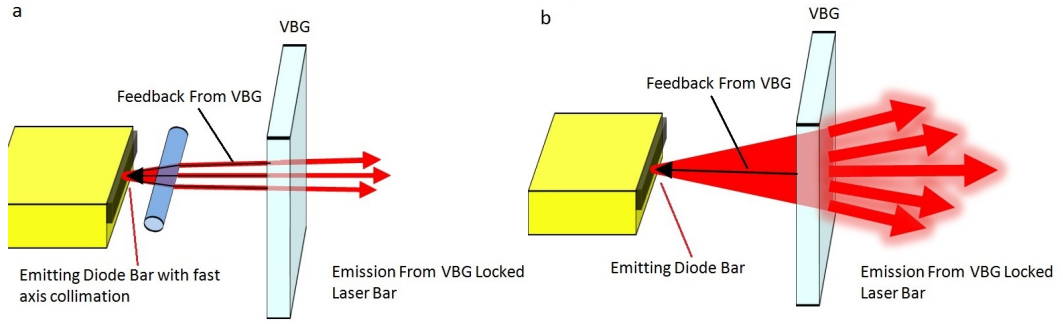 a
VBG
Feedback From VBG
Emitting Diode Bar with fast
axis collimation
Emission From VBG Locked
Laser Bar
b
VBG
Feedback From VBG
Emitting Diode Bar
Emission From VBG Locked
Laser Bar